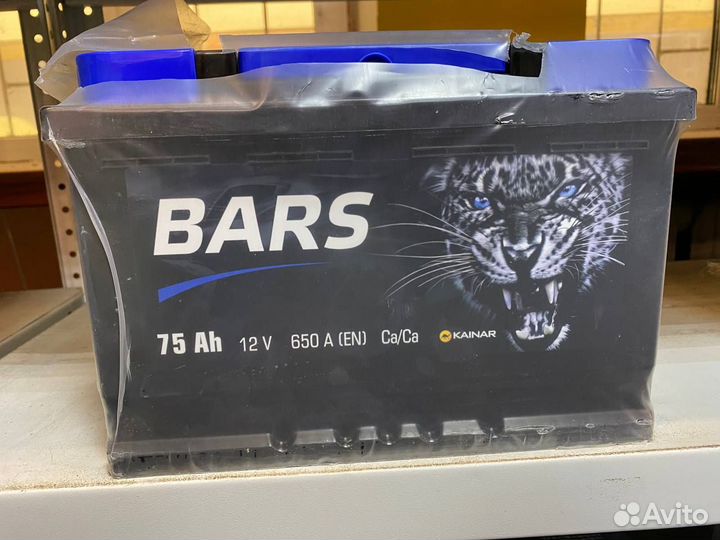 BARS
75 Ah 12 V 650 A (EN) Ca/Ca KAINAR
Avito